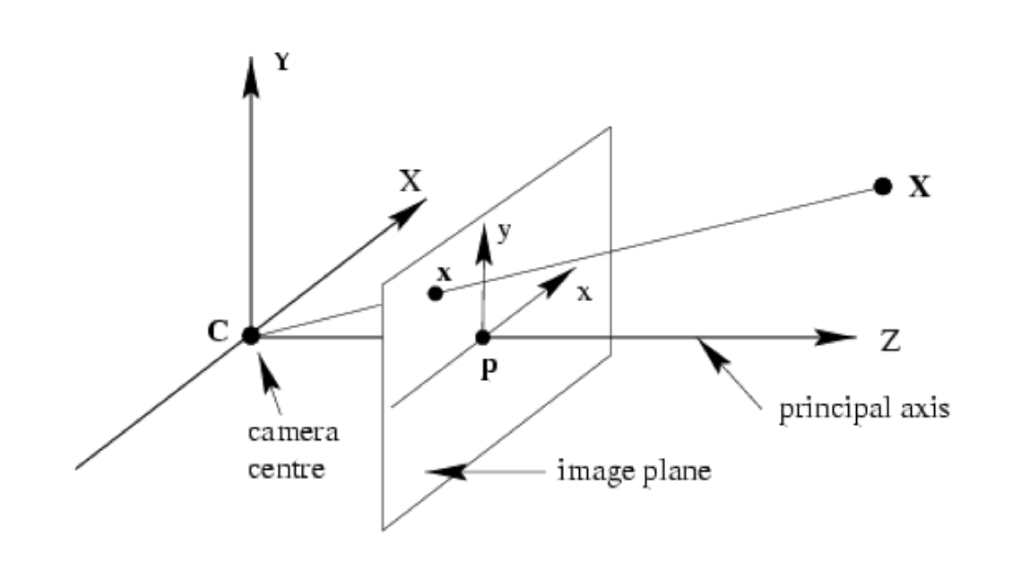 Y
X
X
y
x
x
C
Z
p
principal axis
camera
centre
image plane